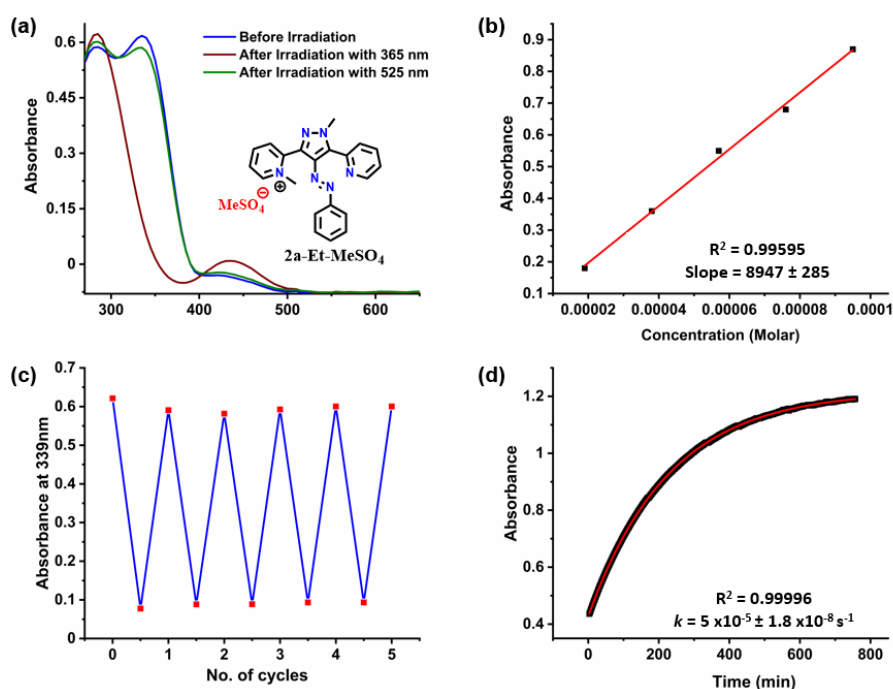 (a)
Before Irradiation
After Irradiation with 365 nm
After Irradiation with 525 nm
0.6
0.45
0.3
0.15
0
Absorbance
N
N
N
N
N
N
+
MeSO4
⊖
2a-Et-MeSO4
300
400
500
600
(b)
0.9
0.8
0.7
0.6
0.5
0.4
0.3
0.2
0.1
Absorbance
R² = 0.99595
Slope = 8947 ± 285
0.00002
0.00004
0.00006
0.00008
0.0001
Concentration (Molar)
(c)
0.7
0.6
0.5
0.4
0.3
0.2
0.1
0.0
Absorbance at 339nm
0
1
2
3
4
5
No. of cycles
(d)
1.2
1
0.8
0.6
0.4
Absorbance
R² = 0.99996
k = 5 x10⁻⁵ ± 1.8 x10⁻⁸ s⁻¹
0
200
400
600
800
Time (min)